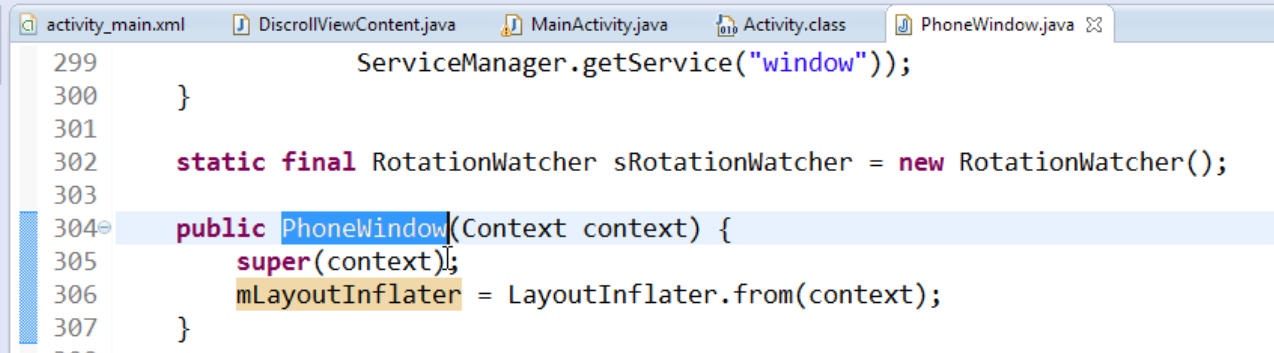 activity_main.xml DiscrollViewContent.java MainActivity.java Activity.class PhoneWindow.java
299 ServiceManager.getService("window"));
300 }
301
302 static final RotationWatcher sRotationWatcher = new RotationWatcher();
303
304 public PhoneWindow(Context context) {
305 super(context);
306 mLayoutInflater = LayoutInflater.from(context);
307 }